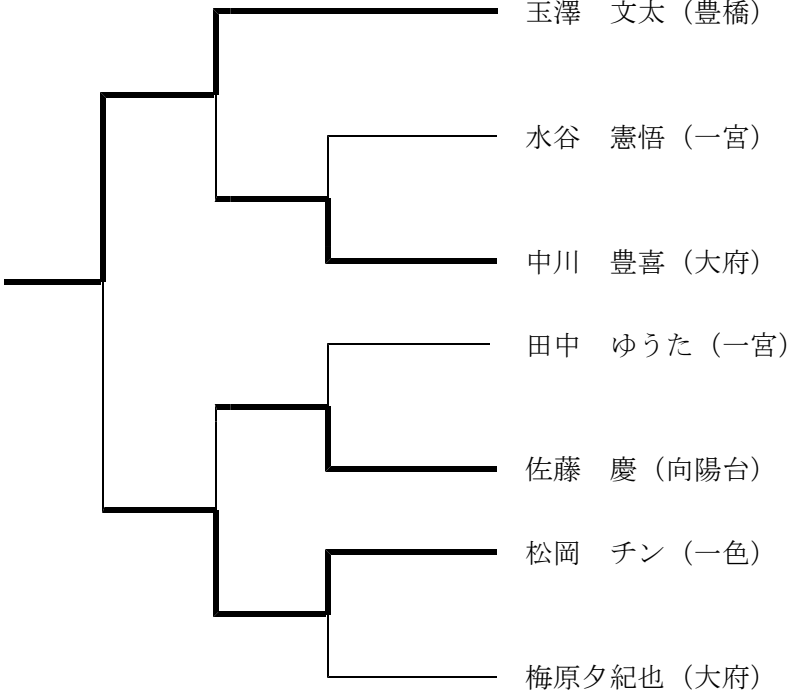 玉澤　文太（豊橋）
水谷　憲悟（一宮）
中川　豊喜（大府）
田中　ゆうた（一宮）
佐藤　慶（向陽台）
松岡　チン（一色）
梅原夕紀也（大府）